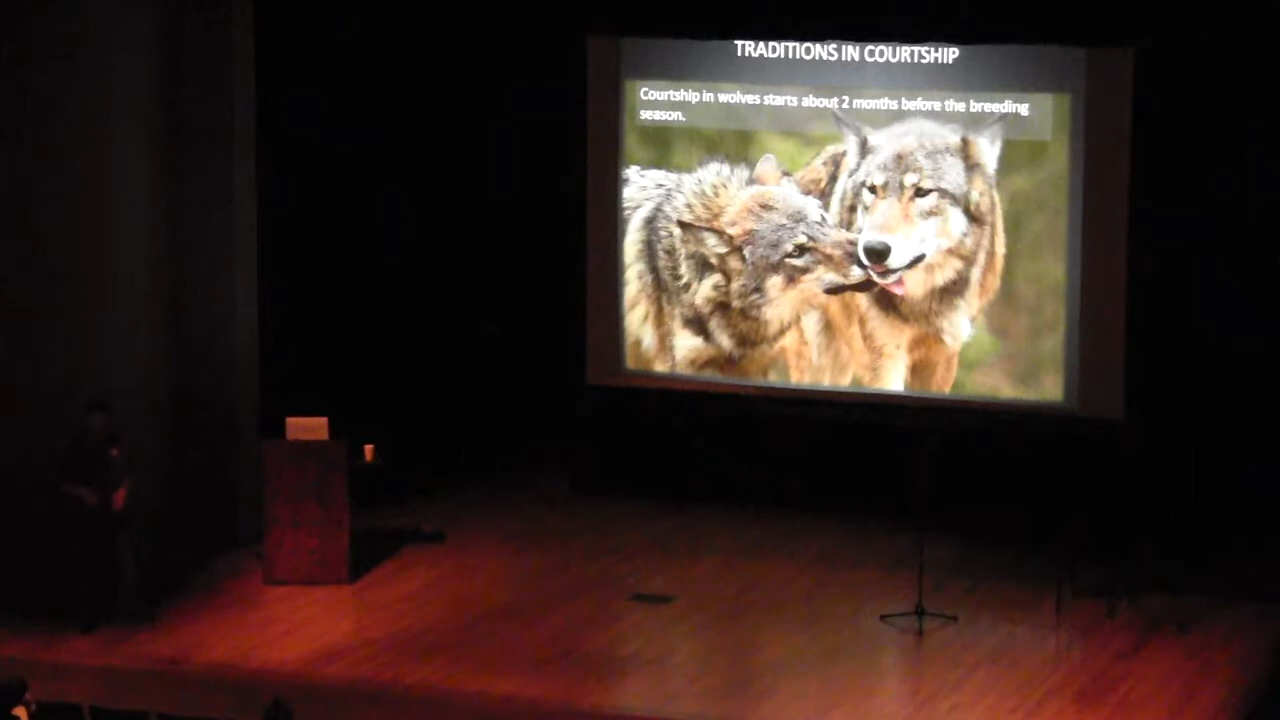 TRADITIONS IN COURTSHIP
Courtship in wolves starts about 2 months before the breeding
season.